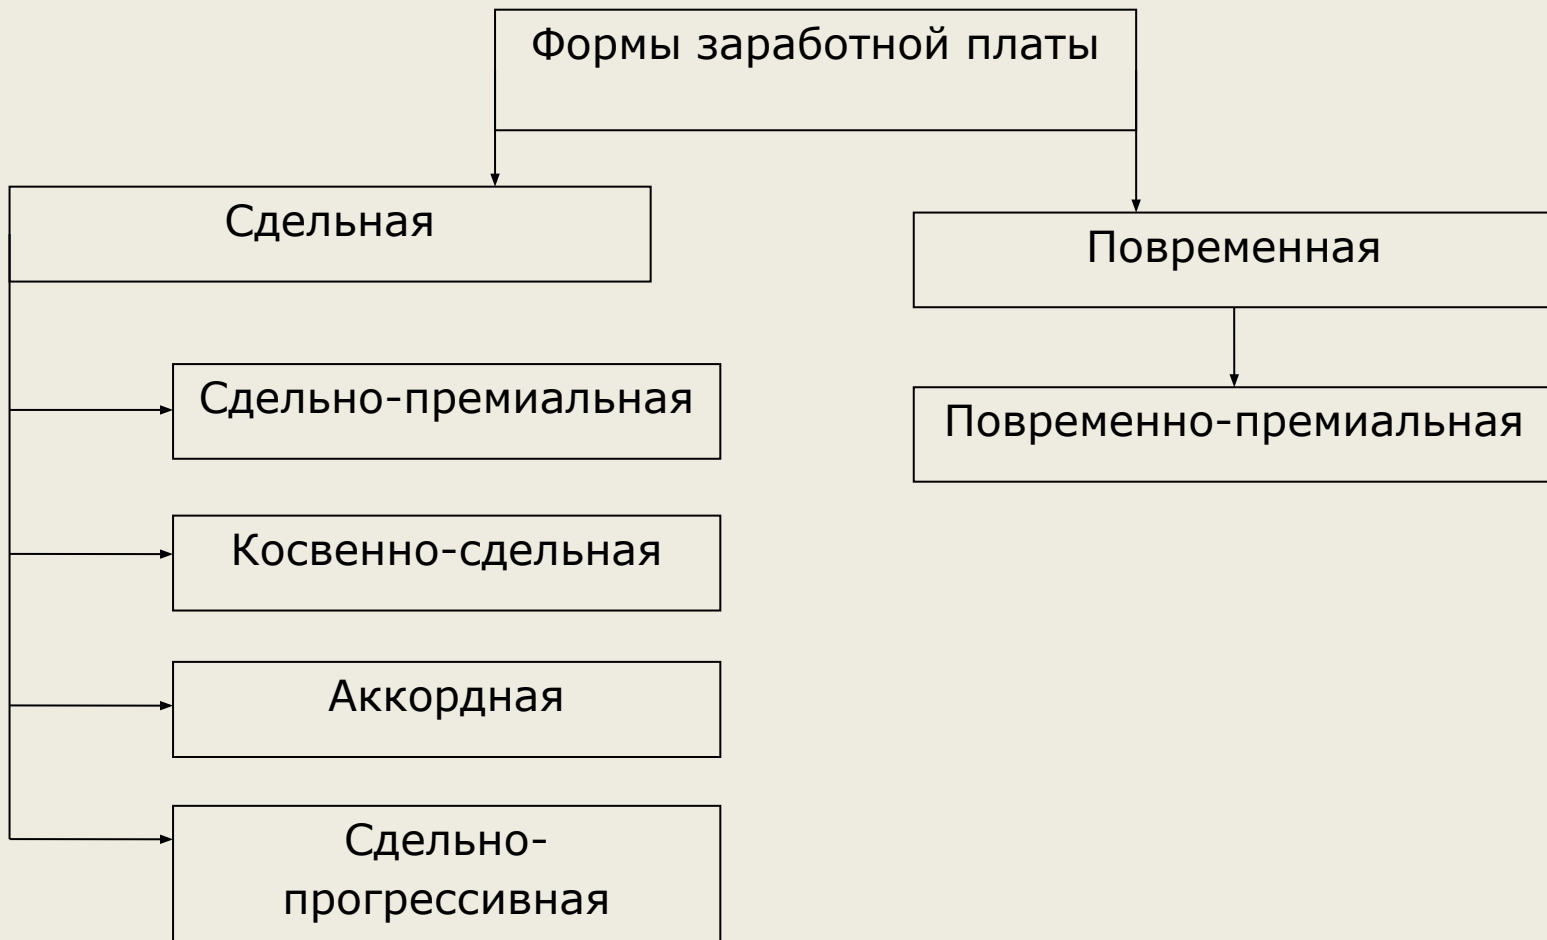 Формы заработной платы
Сдельная
Повременная
Сдельно-премиальная
Повременно-премиальная
Косвенно-сдельная
Аккордная
Сдельно-
прогрессивная